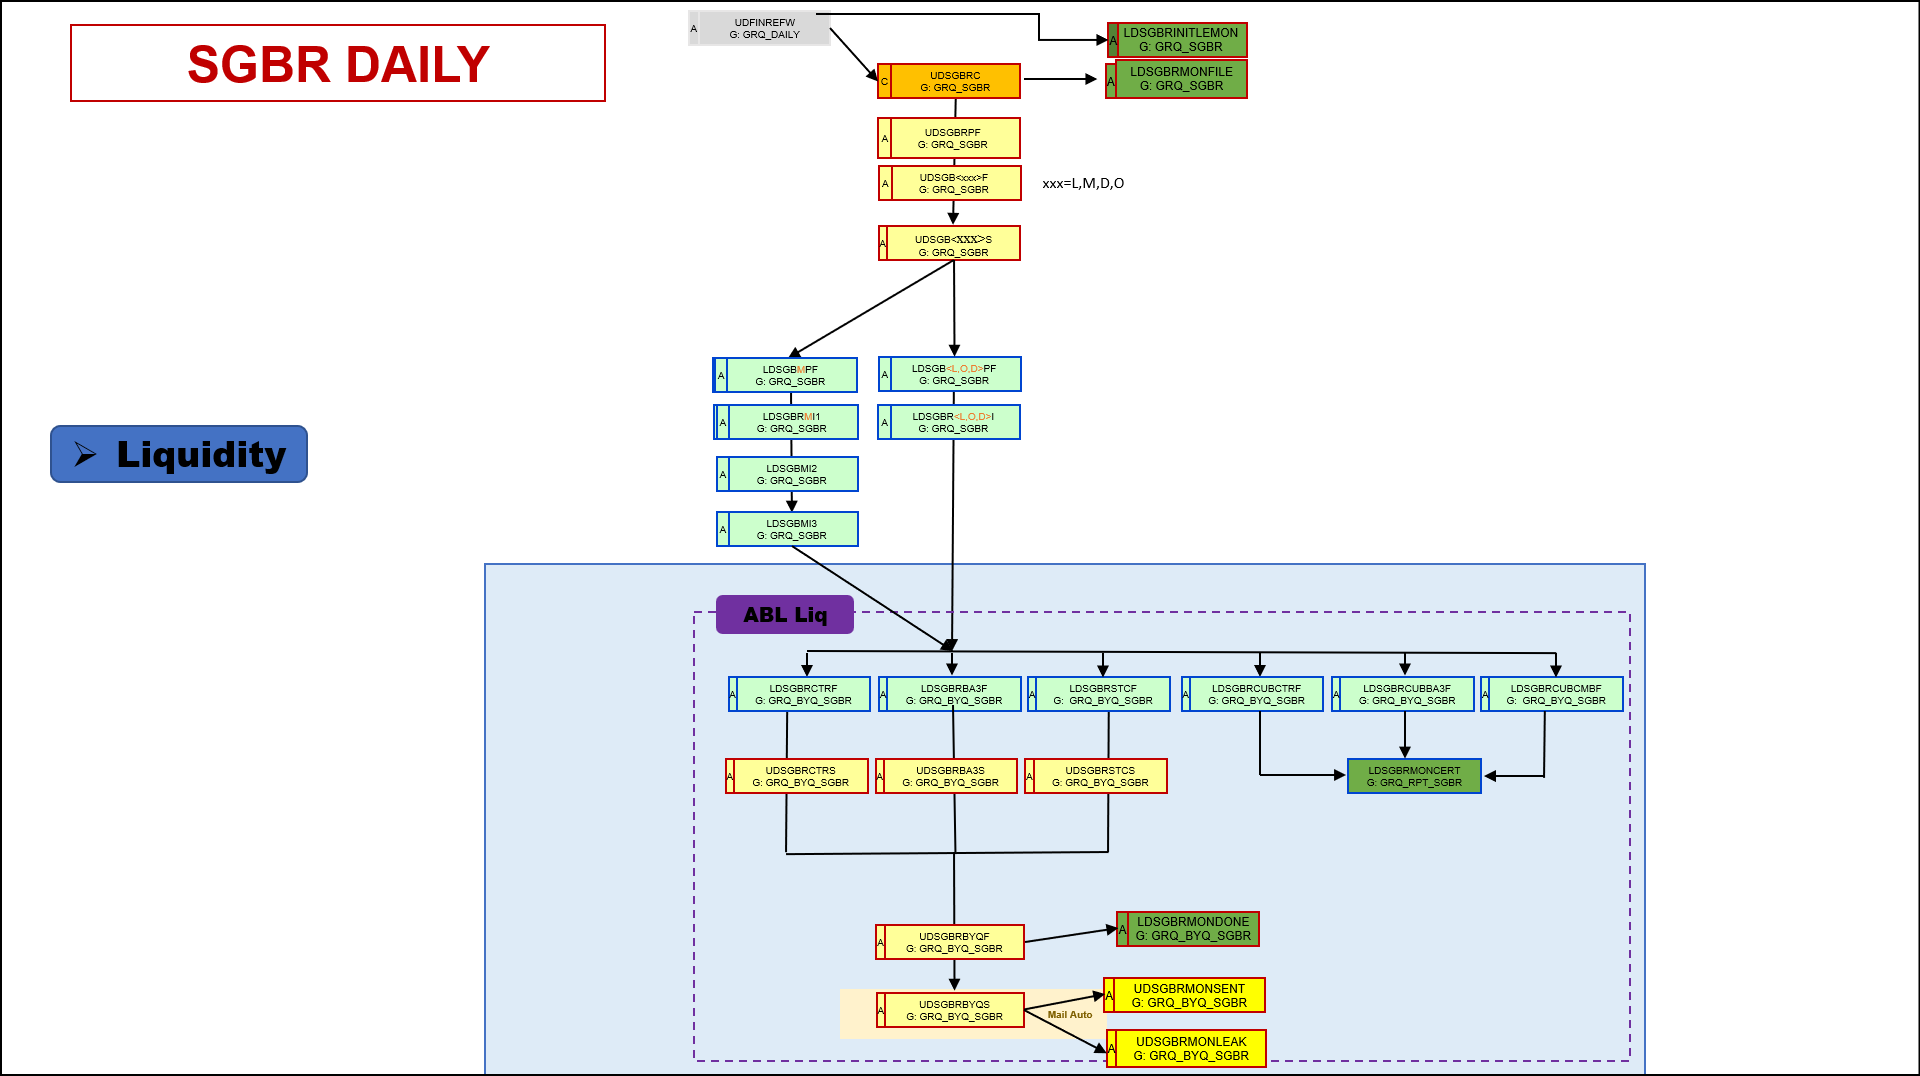 SGBR DAILY
A
UDFINREFW
G: GRQ_DAILY
A
LDSGBRINITLEMON
G: GRQ_SGBR
C
UDSGBRC
G: GRQ_SGBR
A
LDSGBRMONFILE
G: GRQ_SGBR
A
UDSGBRPF
G: GRQ_SGBR
A
UDSGB<xxx>F
G: GRQ_SGBR
xxx=L,M,D,O
A
UDSGB<XXX>S
G: GRQ_SGBR
A
LDSGBMPF
G: GRQ_SGBR
A
LDSGB<L,O,D>PF
G: GRQ_SGBR
A
LDSGBRMI1
G: GRQ_SGBR
A
LDSGBR<L,O,D>I
G: GRQ_SGBR
➢ Liquidity
A
LDSGBMI2
G: GRQ_SGBR
A
LDSGBMI3
G: GRQ_SGBR
ABL Liq
A
LDSGBRCTRF
G: GRQ_BYQ_SGBR
A
LDSGBRBA3F
G: GRQ_BYQ_SGBR
A
LDSGBRSTCF
G: GRQ_BYQ_SGBR
A
LDSGBRCUBCTRF
G: GRQ_BYQ_SGBR
A
LDSGBRCUBBA3F
G: GRQ_BYQ_SGBR
A
LDSGBRCUBCMBF
G: GRQ_BYQ_SGBR
A
UDSGBRCTRS
G: GRQ_BYQ_SGBR
A
UDSGBRBA3S
G: GRQ_BYQ_SGBR
A
UDSGBRSTCS
G: GRQ_BYQ_SGBR
LDSGBRMONCERT
G: GRQ_RPT_SGBR
A
UDSGBRBYQF
G: GRQ_BYQ_SGBR
A
LDSGBRMONDONE
G: GRQ_BYQ_SGBR
A
UDSGBRBYQS
G: GRQ_BYQ_SGBR
Mail Auto
A
UDSGBRMONSENT
G: GRQ_BYQ_SGBR
A
UDSGBRMONLEAK
G: GRQ_BYQ_SGBR